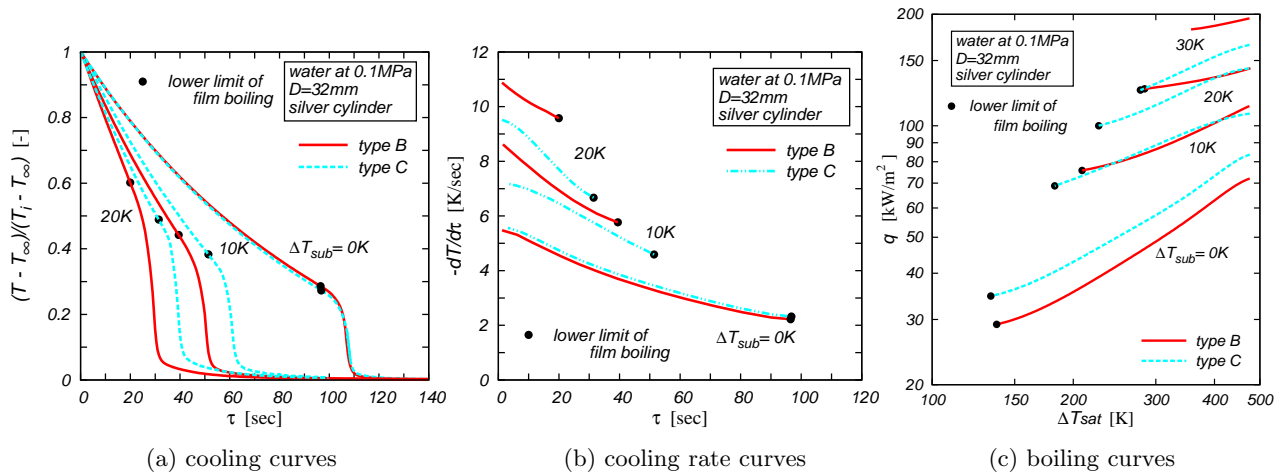 1
0.8
0.6
0.4
0.2
0
0 20 40 60 80 100 120 140
(T - T∞)/(Ti - T∞) [-]
τ [sec]
lower limit of
film boiling
water at 0.1MPa
D=32mm
silver cylinder
type B
type C
20K
10K
ΔTsub= 0K
(a) cooling curves
12
10
8
6
4
2
0
0 20 40 60 80 100 120
-dT/dτ [K/sec]
τ [sec]
water at 0.1MPa
D=32mm
silver cylinder
type B
type C
20K
10K
ΔTsub= 0K
lower limit of
film boiling
(b) cooling rate curves
200
100
90
80
70
60
50
40
30
20
100 150 200 300 400 500
q [kW/m²]
ΔTsat [K]
water at 0.1MPa
D=32mm
silver cylinder
lower limit of
film boiling
30K
20K
10K
ΔTsub= 0K
type B
type C
(c) boiling curves